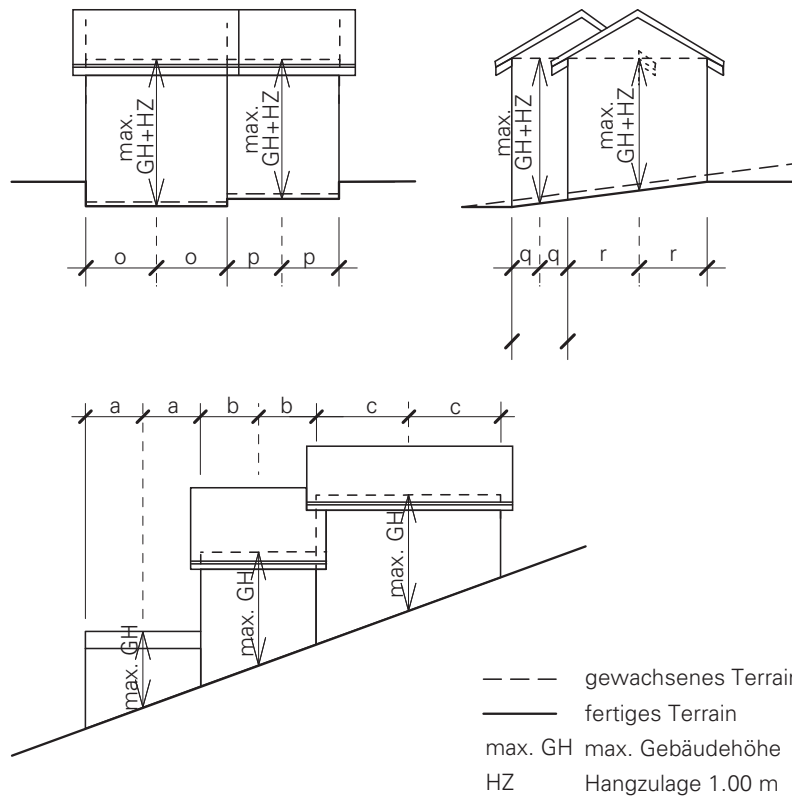 max.
GH+HZ
max.
GH+HZ
max.
GH+HZ
max.
GH+HZ
o o p p
q q r r
a a b b c c
max. GH
max. GH
max. GH
gewachsenes Terrain
fertiges Terrain
max. GH max. Gebäudehöhe
HZ Hangzulage 1.00 m